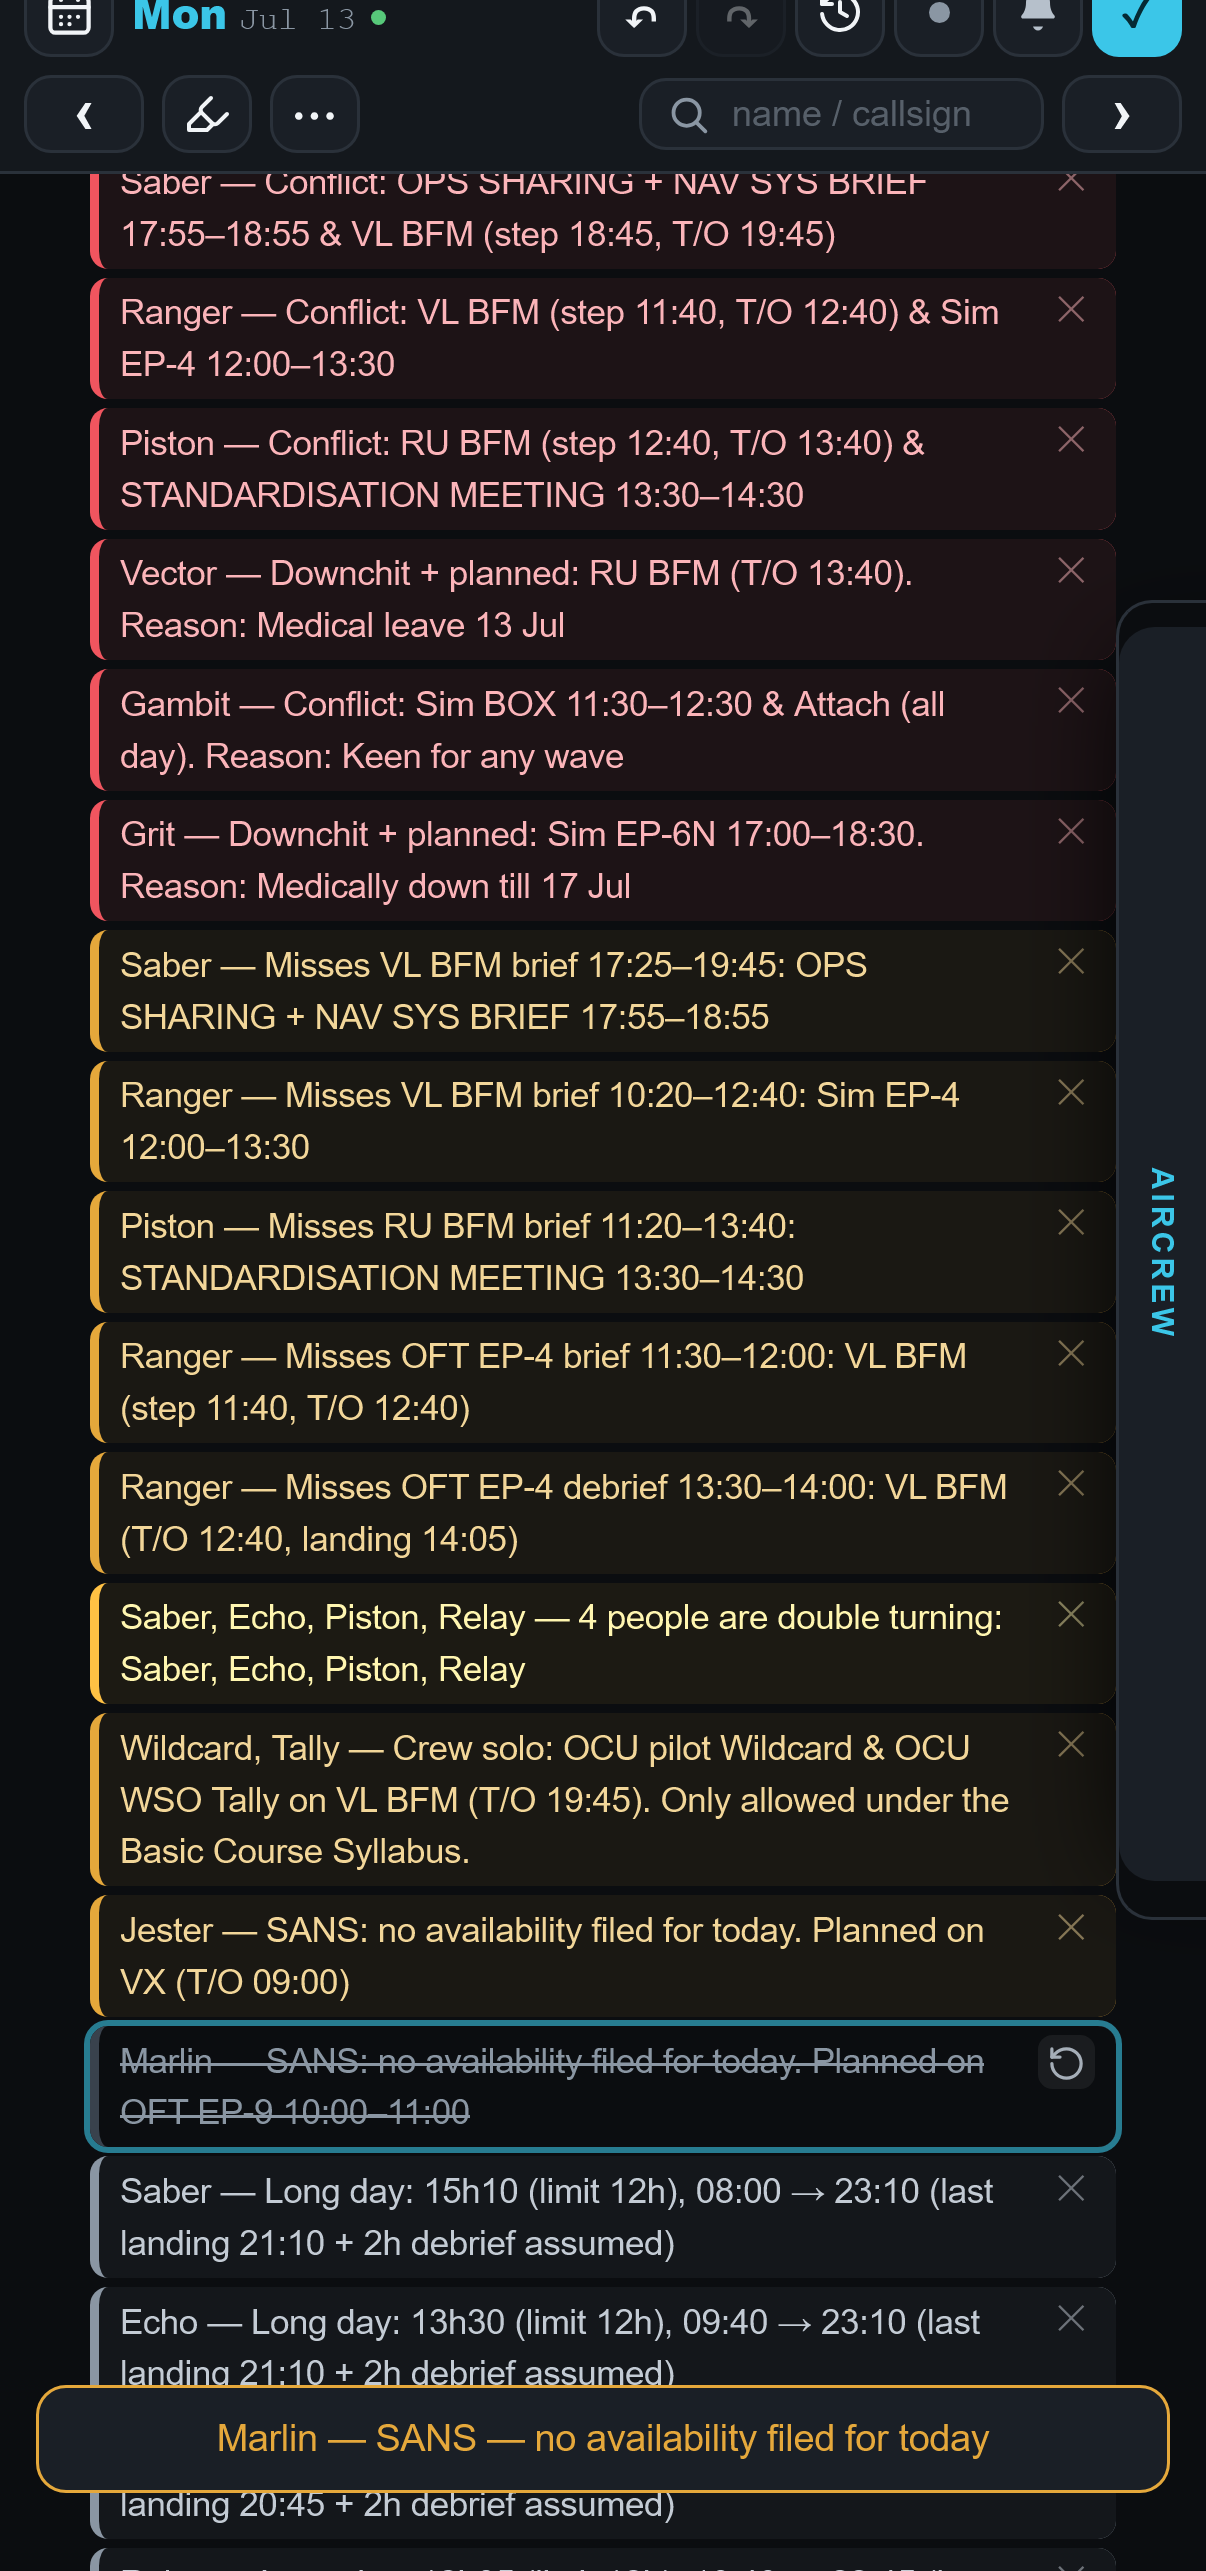 Mon Jul 13
name / callsign
Saber — Conflict: OPS SHARING + NAV SYS BRIEF
17:55–18:55 & VL BFM (step 18:45, T/O 19:45)
Ranger — Conflict: VL BFM (step 11:40, T/O 12:40) & Sim
EP-4 12:00–13:30
Piston — Conflict: RU BFM (step 12:40, T/O 13:40) &
STANDARDISATION MEETING 13:30–14:30
Vector — Downchit + planned: RU BFM (T/O 13:40).
Reason: Medical leave 13 Jul
Gambit — Conflict: Sim BOX 11:30–12:30 & Attach (all
day). Reason: Keen for any wave
Grit — Downchit + planned: Sim EP-6N 17:00–18:30.
Reason: Medically down till 17 Jul
Saber — Misses VL BFM brief 17:25–19:45: OPS
SHARING + NAV SYS BRIEF 17:55–18:55
Ranger — Misses VL BFM brief 10:20–12:40: Sim EP-4
12:00–13:30
Piston — Misses RU BFM brief 11:20–13:40:
STANDARDISATION MEETING 13:30–14:30
Ranger — Misses OFT EP-4 brief 11:30–12:00: VL BFM
(step 11:40, T/O 12:40)
Ranger — Misses OFT EP-4 debrief 13:30–14:00: VL BFM
(T/O 12:40, landing 14:05)
Saber, Echo, Piston, Relay — 4 people are double turning:
Saber, Echo, Piston, Relay
Wildcard, Tally — Crew solo: OCU pilot Wildcard & OCU
WSO Tally on VL BFM (T/O 19:45). Only allowed under the
Basic Course Syllabus.
Jester — SANS: no availability filed for today. Planned on
VX (T/O 09:00)
Marlin — SANS: no availability filed for today. Planned on
OFT EP-9 10:00–11:00
Saber — Long day: 15h10 (limit 12h), 08:00 → 23:10 (last
landing 21:10 + 2h debrief assumed)
Echo — Long day: 13h30 (limit 12h), 09:40 → 23:10 (last
landing 21:10 + 2h debrief assumed)
Marlin — SANS — no availability filed for today
landing 20:45 + 2h debrief assumed)
AIRCREW